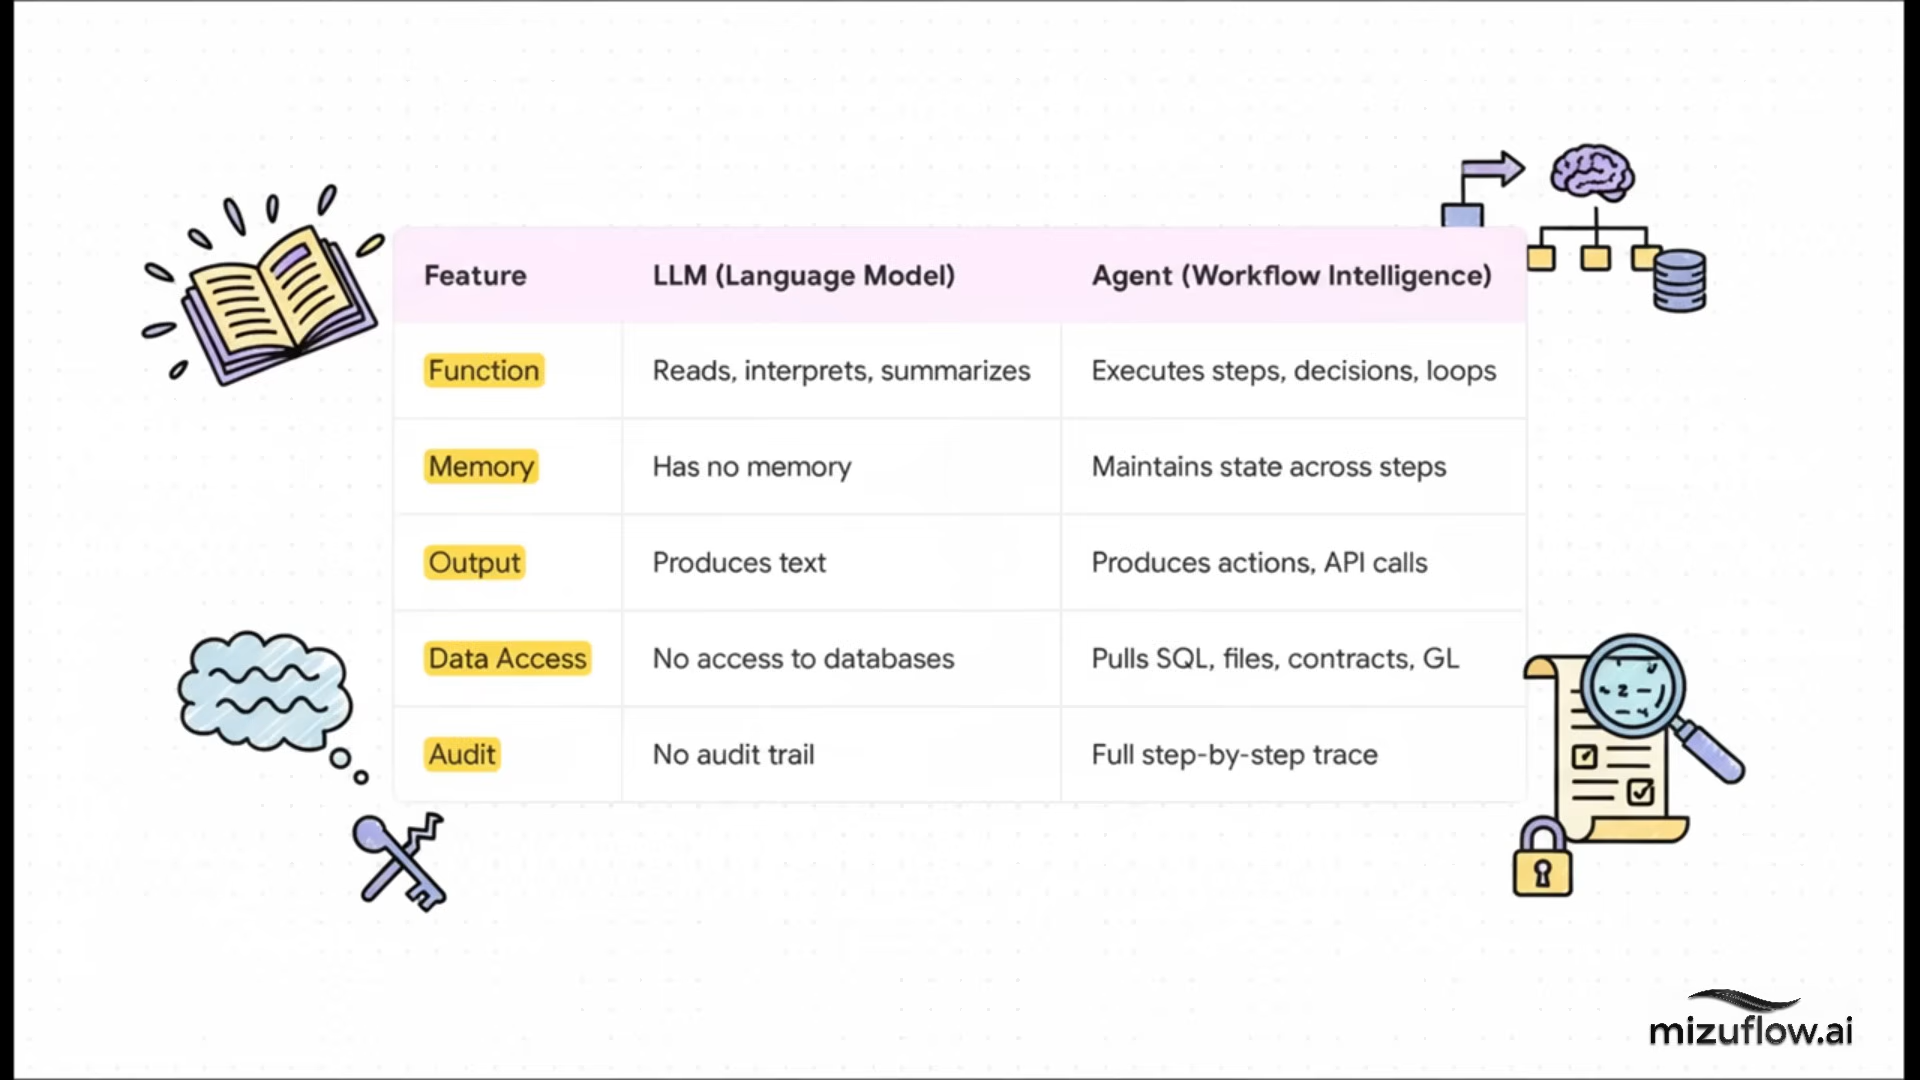 Feature LLM (Language Model) Agent (Workflow Intelligence)
Function Reads, interprets, summarizes Executes steps, decisions, loops
Memory Has no memory Maintains state across steps
Output Produces text Produces actions, API calls
Data Access No access to databases Pulls SQL, files, contracts, GL
Audit No audit trail Full step-by-step trace
mizuflow.ai